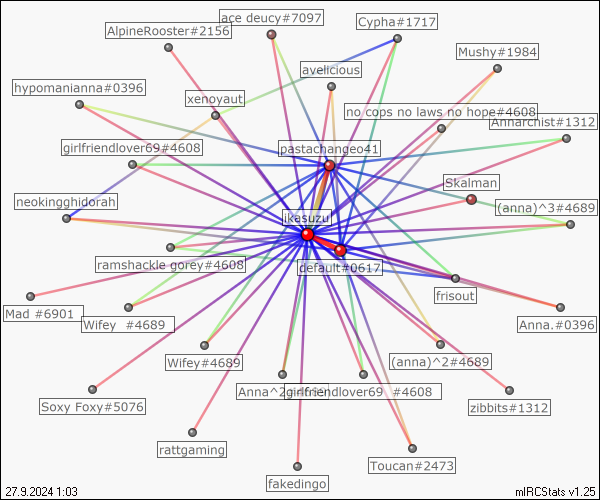 ace deucy#7097
Cypha#1717
AlpineRooster#2156
Mushy#1984
avelicious
hypomanianna#0396
xenoyaut
no cops no laws no hope#4608
Annarchist#1312
girlfriendlover69#4608
pastachangeo41
Skalman
neokingghidorah
(anna)^3#4689
ikasuzu
ramshackle gorey#4608
default#0617
frisout
Mad #6901
Wifey  #4689
Anna.#0396
Wifey#4689
(anna)^2#4689
Anna^2
girlfriendlover69  #4608
Soxy Foxy#5076
zibbits#1312
rattgaming
Toucan#2473
fakedingo
27.9.2024 1:03
mIRCStats v1.25